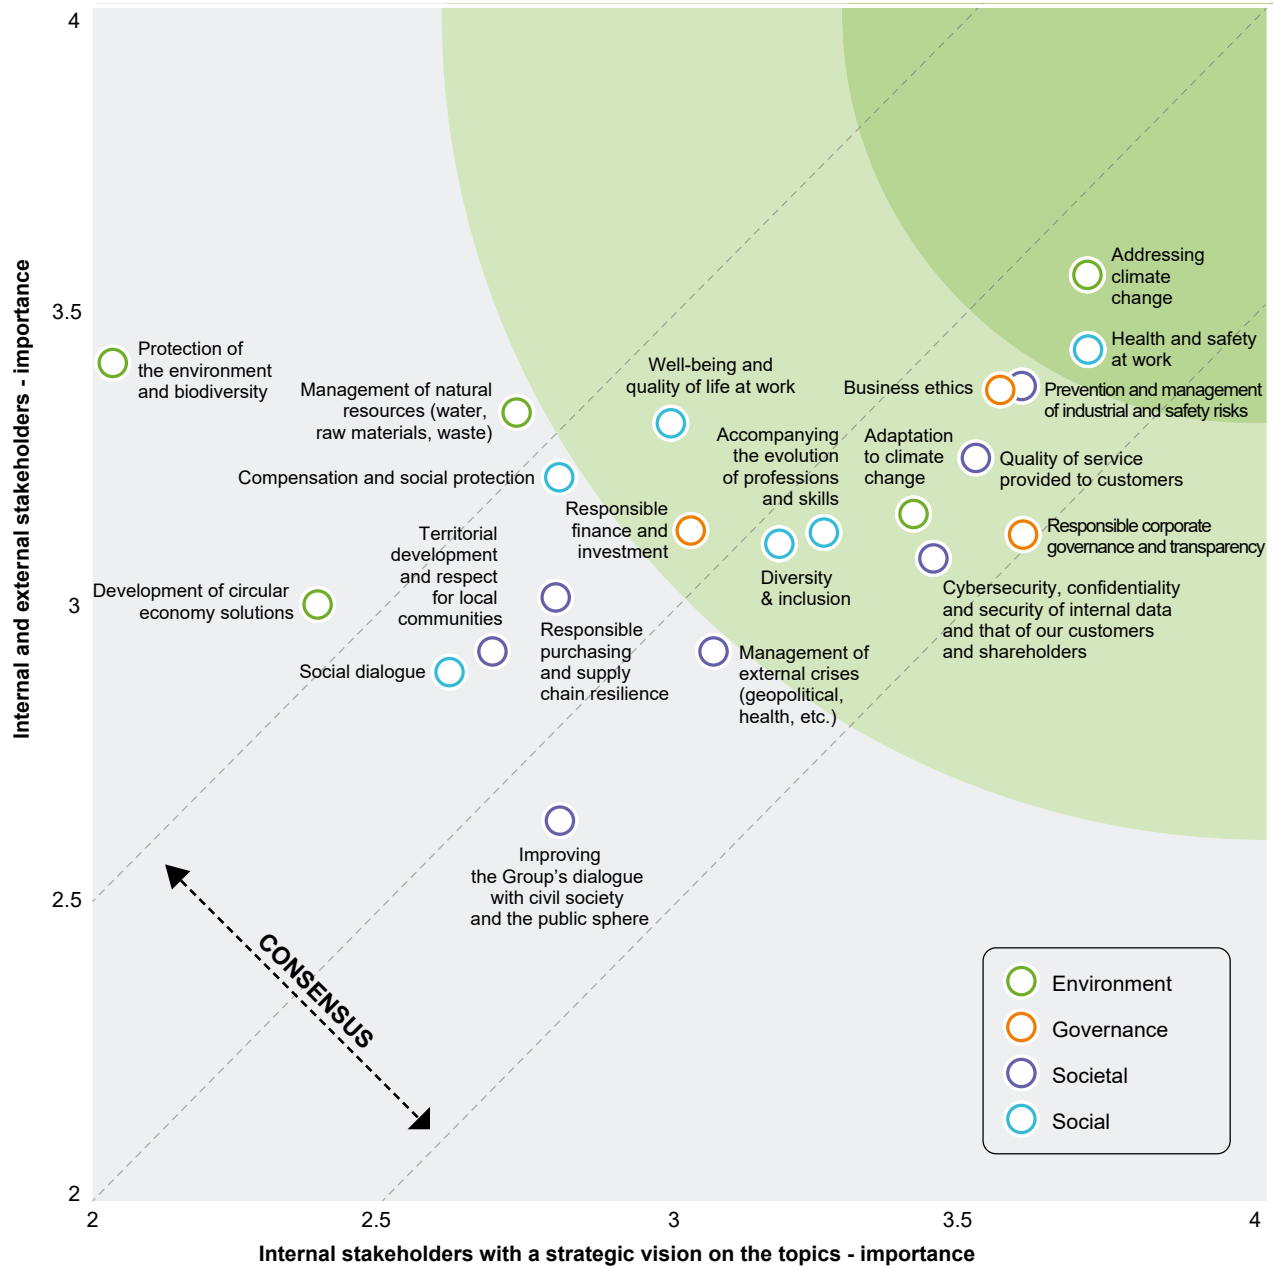 4
3.5
3
2.5
2
Internal and external stakeholders - importance
Addressing
climate
change
Health and safety
at work
Protection of
the environment
and biodiversity
Management of natural
resources (water,
raw materials, waste)
Well-being and
quality of life at work
Business ethics
Prevention and management
of industrial and safety risks
Compensation and social protection
Accompanying
the evolution
of professions
and skills
Adaptation
to climate
change
Quality of service
provided to customers
Responsible
finance and
investment
Responsible corporate
governance and transparency
Territorial
development
and respect
for local
communities
Diversity
& inclusion
Development of circular
economy solutions
Cybersecurity, confidentiality
and security of internal data
and that of our customers
and shareholders
Social dialogue
Responsible
purchasing
and supply
chain resilience
Management of
external crises
(geopolitical,
health, etc.)
Improving
the Group’s dialogue
with civil society
and the public sphere
CONSENSUS
Environment
Governance
Societal
Social
2
2.5
3
3.5
4
Internal stakeholders with a strategic vision on the topics - importance